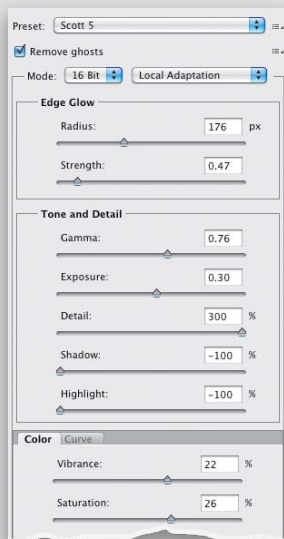 Preset: Scott 5
Remove ghosts
Mode: 16 Bit Local Adaptation
Edge Glow
Radius: 176 px
Strength: 0.47
Tone and Detail
Gamma: 0.76
Exposure: 0.30
Detail: 300 %
Shadow: -100 %
Highlight: -100 %
Color Curve
Vibrance: 22 %
Saturation: 26 %